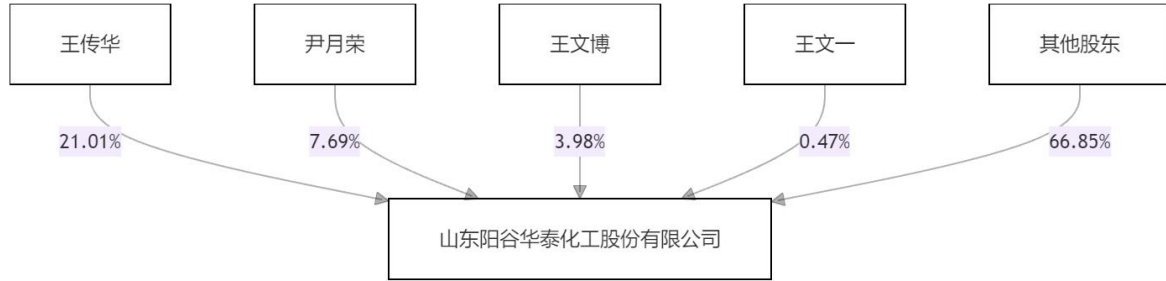 王传华
尹月荣
王文博
王文一
其他股东
21.01%
7.69%
3.98%
0.47%
66.85%
山东阳谷华泰化工股份有限公司